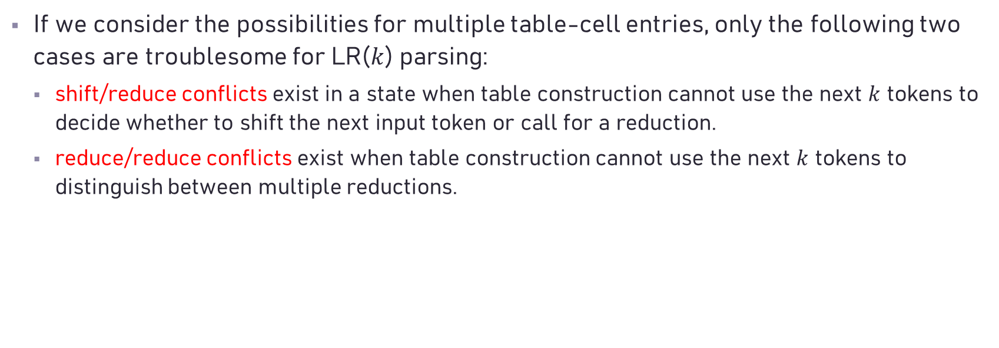 ▪ If we consider the possibilities for multiple table-cell entries, only the following two
cases are troublesome for LR(k) parsing:
▪ shift/reduce conflicts exist in a state when table construction cannot use the next k tokens to
decide whether to shift the next input token or call for a reduction.
▪ reduce/reduce conflicts exist when table construction cannot use the next k tokens to
distinguish between multiple reductions.